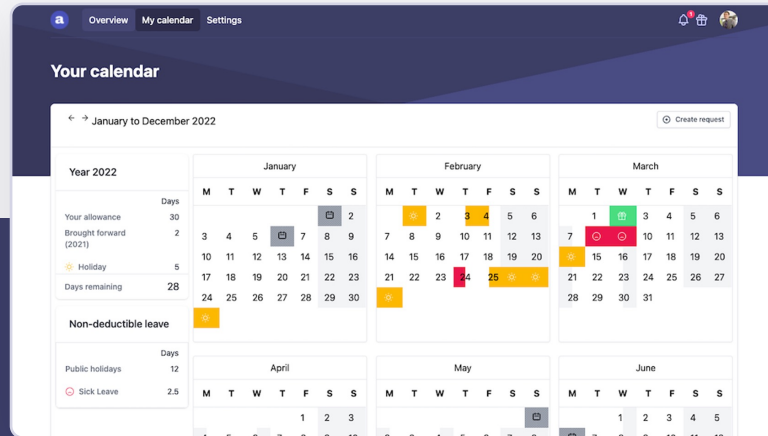 a Overview My calendar Settings
1
Your calendar
← → January to December 2022
Create request
Year 2022
Days
Your allowance 30
Brought forward 2
(2021)
Holiday 5
Days remaining 28
Non-deductible leave
Days
Public holidays 12
Sick Leave 2.5
January
M T W T F S S
2
3 4 5 7 8 9
10 11 12 13 14 15 16
17 18 19 20 21 22 23
24 25 26 27 28 29 30
February
M T W T F S S
2 3 4 5 6
7 8 9 10 11 12 13
14 15 16 17 18 19 20
21 22 23 24 25
March
M T W T F S S
1 3 4 5 6
7 10 11 12 13
15 16 17 18 19 20
21 22 23 24 25 26 27
28 29 30 31
April
M T W T F S S
1 2 3
May
M T W T F S S
June
M T W T F S S
1 2 3 4 5